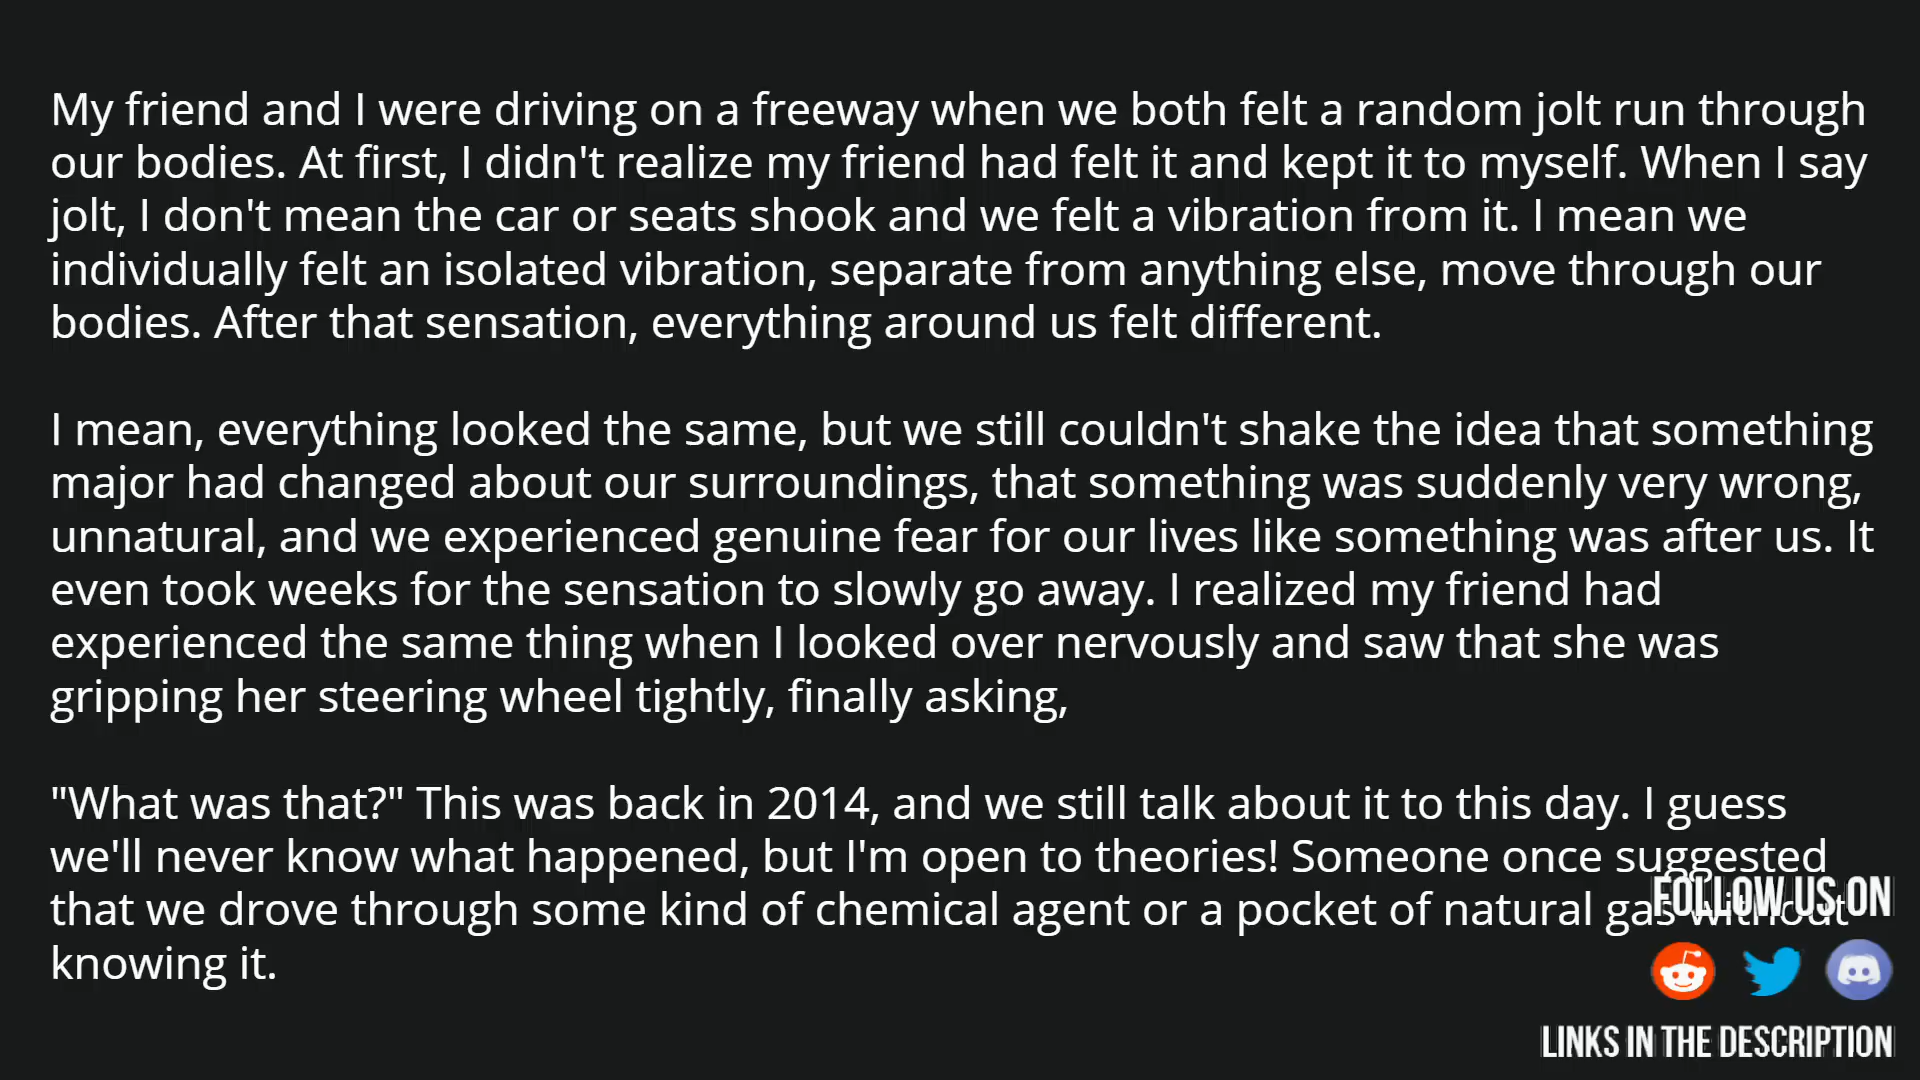 My friend and I were driving on a freeway when we both felt a random jolt run through
our bodies. At first, I didn't realize my friend had felt it and kept it to myself. When I say
jolt, I don't mean the car or seats shook and we felt a vibration from it. I mean we
individually felt an isolated vibration, separate from anything else, move through our
bodies. After that sensation, everything around us felt different.
I mean, everything looked the same, but we still couldn't shake the idea that something
major had changed about our surroundings, that something was suddenly very wrong,
unnatural, and we experienced genuine fear for our lives like something was after us. It
even took weeks for the sensation to slowly go away. I realized my friend had
experienced the same thing when I looked over nervously and saw that she was
gripping her steering wheel tightly, finally asking,
"What was that?" This was back in 2014, and we still talk about it to this day. I guess
we'll never know what happened, but I'm open to theories! Someone once suggested
that we drove through some kind of chemical agent or a pocket of natural gas without
knowing it.
FOLLOW US ON
LINKS IN THE DESCRIPTION